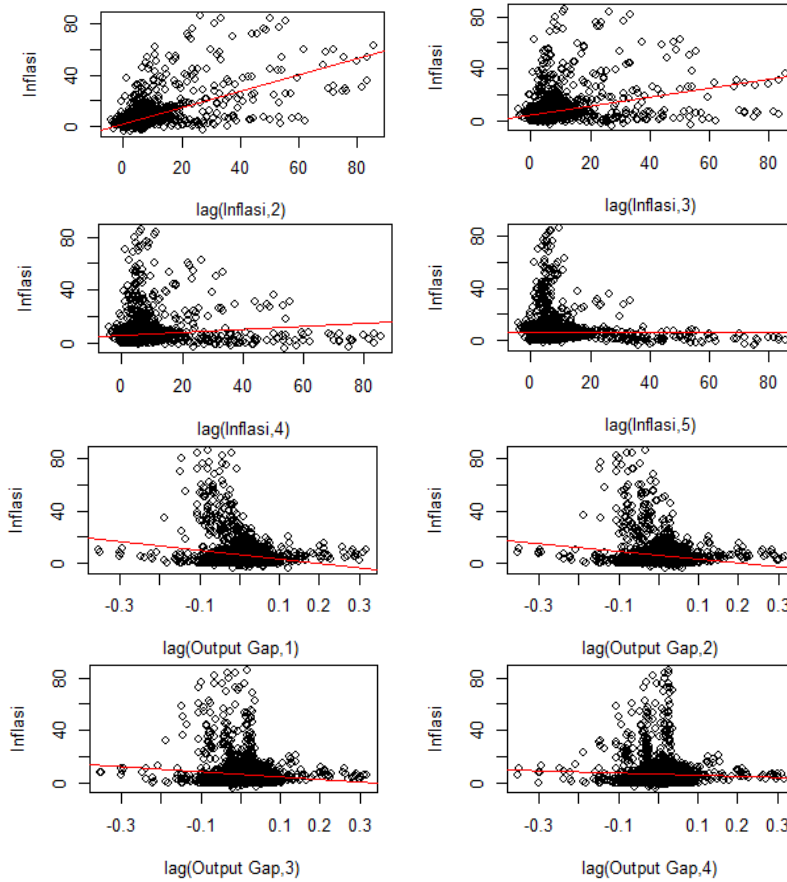 Inflasi
0 40 80
0 20 40 60 80
lag(Inflasi,2)
Inflasi
0 40 80
0 20 40 60 80
lag(Inflasi,3)
Inflasi
0 40 80
0 20 40 60 80
lag(Inflasi,4)
Inflasi
0 40 80
0 20 40 60 80
lag(Inflasi,5)
Inflasi
0 40 80
-0.3 -0.1 0.1 0.2 0.3
lag(Output Gap,1)
Inflasi
0 40 80
-0.3 -0.1 0.1 0.2 0.3
lag(Output Gap,2)
Inflasi
0 40 80
-0.3 -0.1 0.1 0.2 0.3
lag(Output Gap,3)
Inflasi
0 40 80
-0.3 -0.1 0.1 0.2 0.3
lag(Output Gap,4)